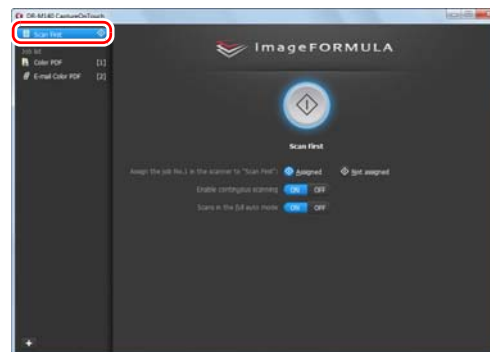 DR-M140 CaptureOnTouch
Scan First
Job list
Color PDF [1]
E-mail Color PDF [2]
imageFORMULA
Scan First
Assign the job No.1 in the scanner to "Scan First": Assigned Not assigned
Enable continuous scanning ON OFF
Scans in the full auto mode ON OFF